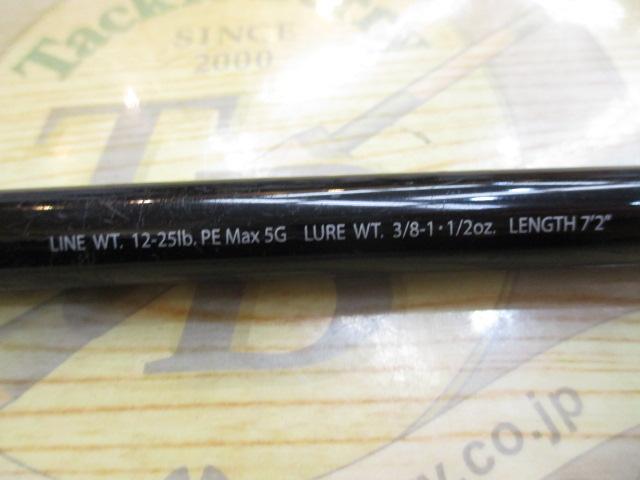 SINCE
2000
TB
LINE WT. 12-25lb. PE Max 5G LURE WT. 3/8-1・1/2oz. LENGTH 7'2"
.co.jp